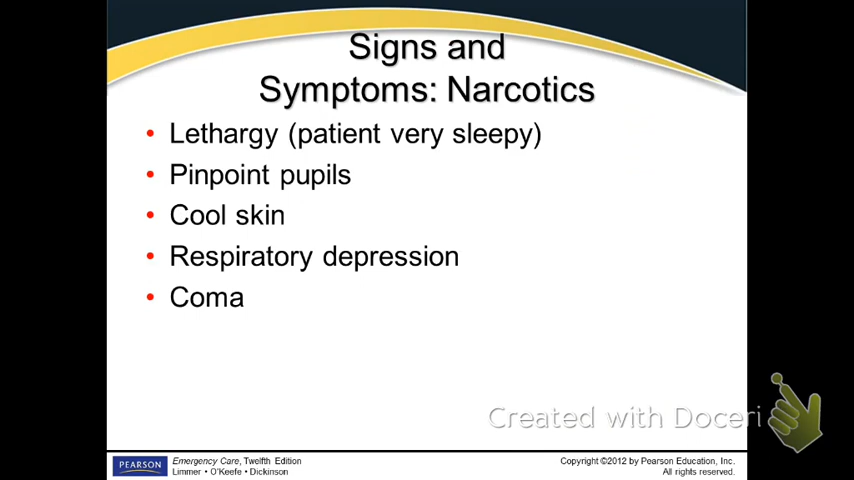 Signs and
Symptoms: Narcotics
• Lethargy (patient very sleepy)
• Pinpoint pupils
• Cool skin
• Respiratory depression
• Coma
Created with Doceri
PEARSON
Emergency Care, Twelfth Edition
Limmer • O'Keefe • Dickinson
Copyright ©2012 by Pearson Education, Inc.
All rights reserved.